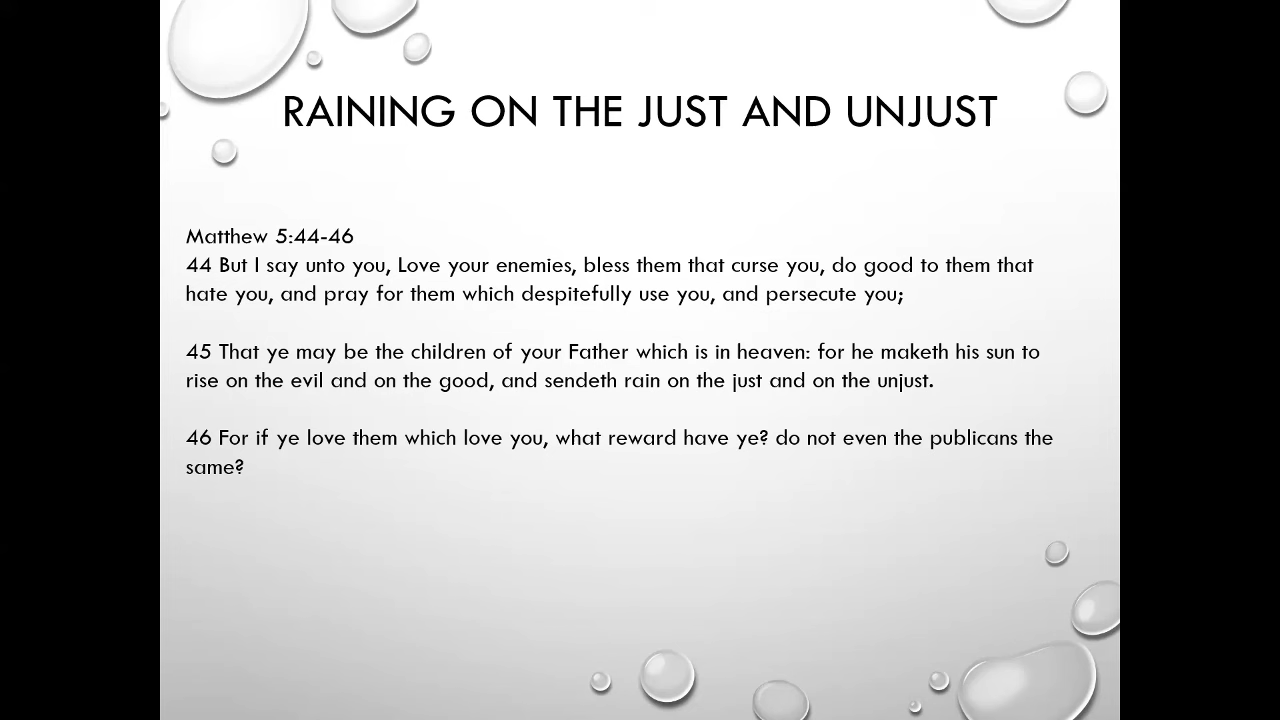 RAINING ON THE JUST AND UNJUST
Matthew 5:44-46
44 But I say unto you, Love your enemies, bless them that curse you, do good to them that
hate you, and pray for them which despitefully use you, and persecute you;
45 That ye may be the children of your Father which is in heaven: for he maketh his sun to
rise on the evil and on the good, and sendeth rain on the just and on the unjust.
46 For if ye love them which love you, what reward have ye? do not even the publicans the
same?